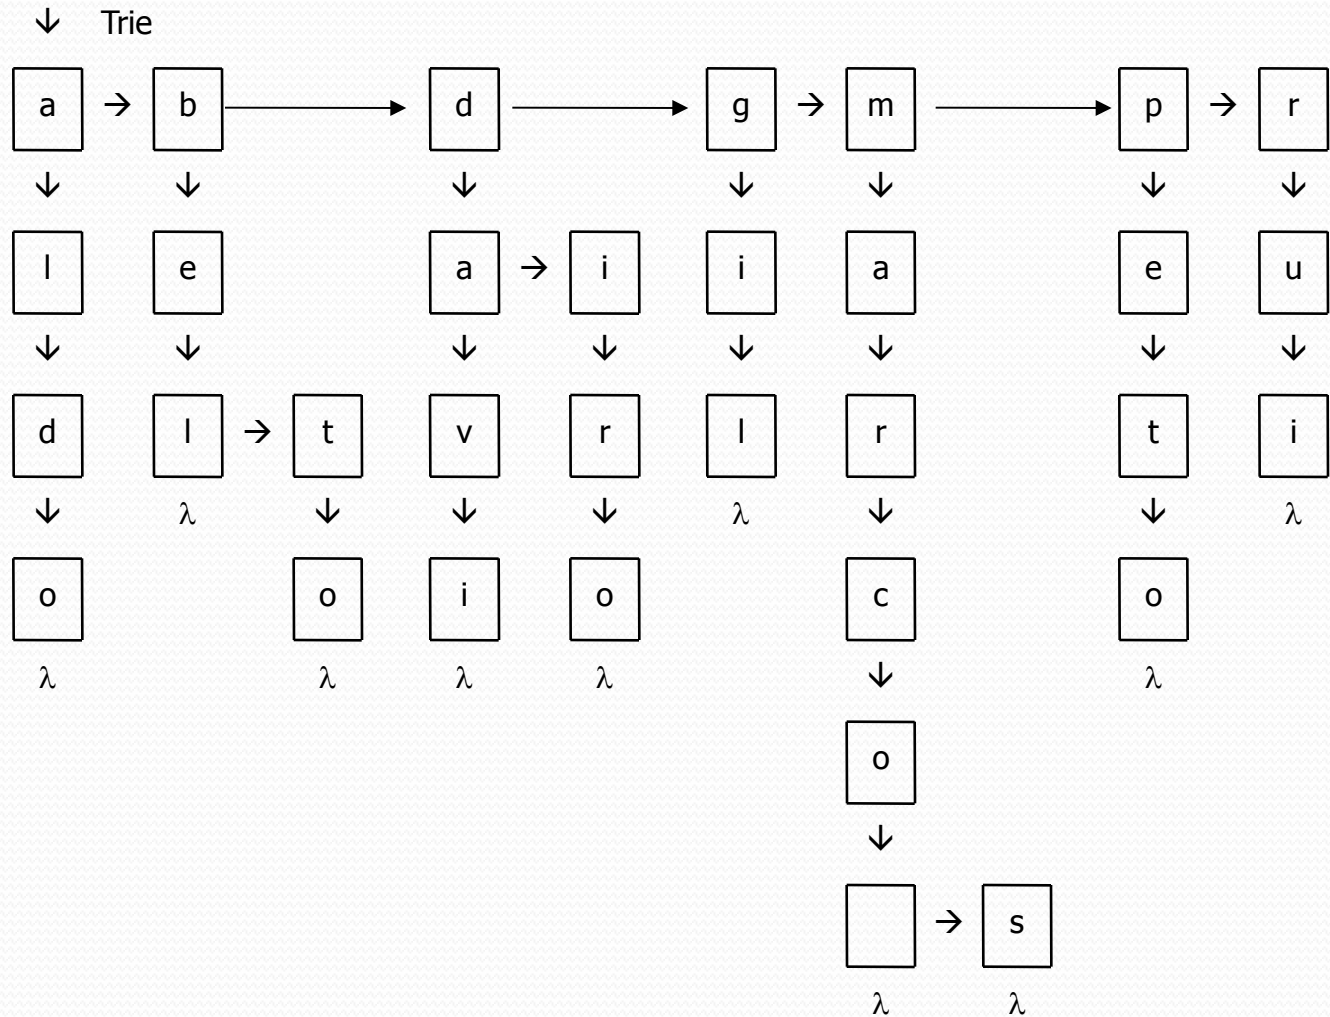 Trie
a b d g m p r
l e a i i a e u
d l t v r l r t i
λ λ λ
o o i o c o
λ λ λ λ λ
o
s
λ λ